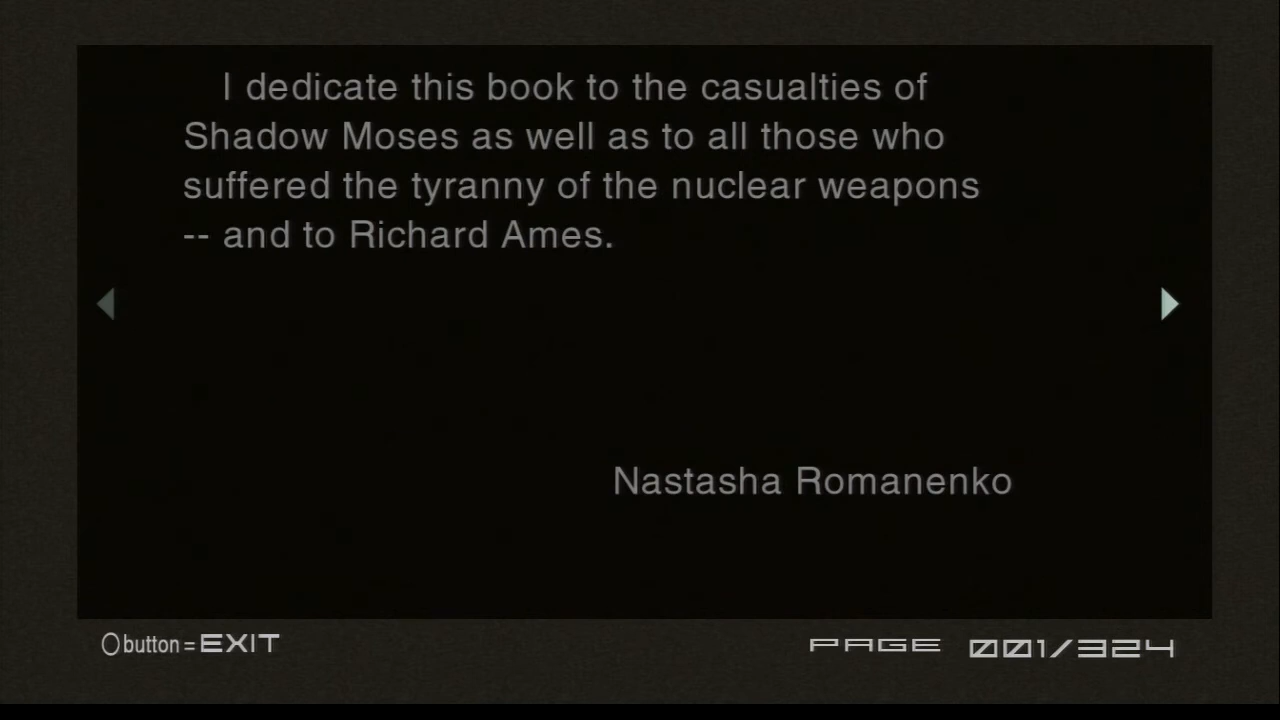 I dedicate this book to the casualties of
Shadow Moses as well as to all those who
suffered the tyranny of the nuclear weapons
-- and to Richard Ames.
Nastasha Romanenko
O button = EXIT
PAGE 001/324